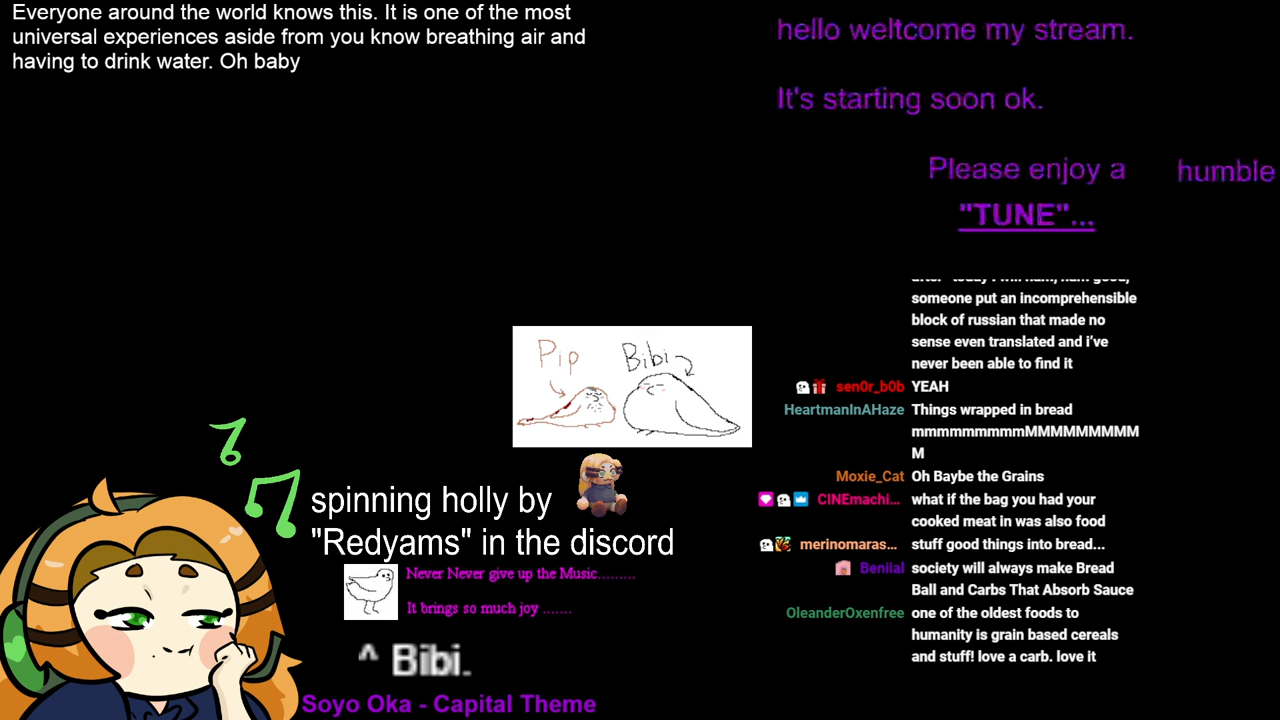 Everyone around the world knows this. It is one of the most
universal experiences aside from you know breathing air and
having to drink water. Oh baby
hello weltcome my stream.
It's starting soon ok.
Please enjoy a humble
"TUNE"...
someone put an incomprehensible
block of russian that made no
sense even translated and i've
never been able to find it
sen0r_b0b YEAH
HeartmanInAHaze Things wrapped in bread
mmmmmmmmmMMMMMMMMM
M
Moxie_Cat Oh Baybe the Grains
CINEmachi... what if the bag you had your
cooked meat in was also food
merinomaras... stuff good things into bread...
Beniial society will always make Bread
Ball and Carbs That Absorb Sauce
OleanderOxenfree one of the oldest foods to
humanity is grain based cereals
and stuff! love a carb. love it
Pip Bibi
spinning holly by
"Redyams" in the discord
Never Never give up the Music.........
It brings so much joy .......
^ Bibi.
Soyo Oka - Capital Theme